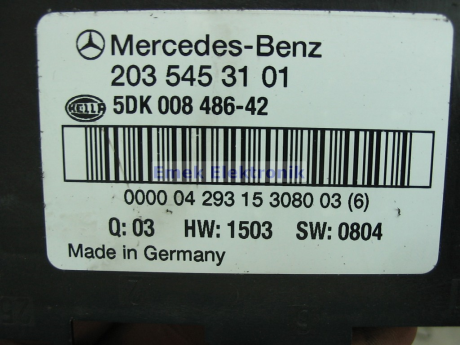 Mercedes-Benz
203 545 31 01
HELLA
5DK 008 486-42
Emek Elektronik
0000 04 293 15 3080 03 (6)
Q: 03 HW: 1503 SW: 0804
Made in Germany